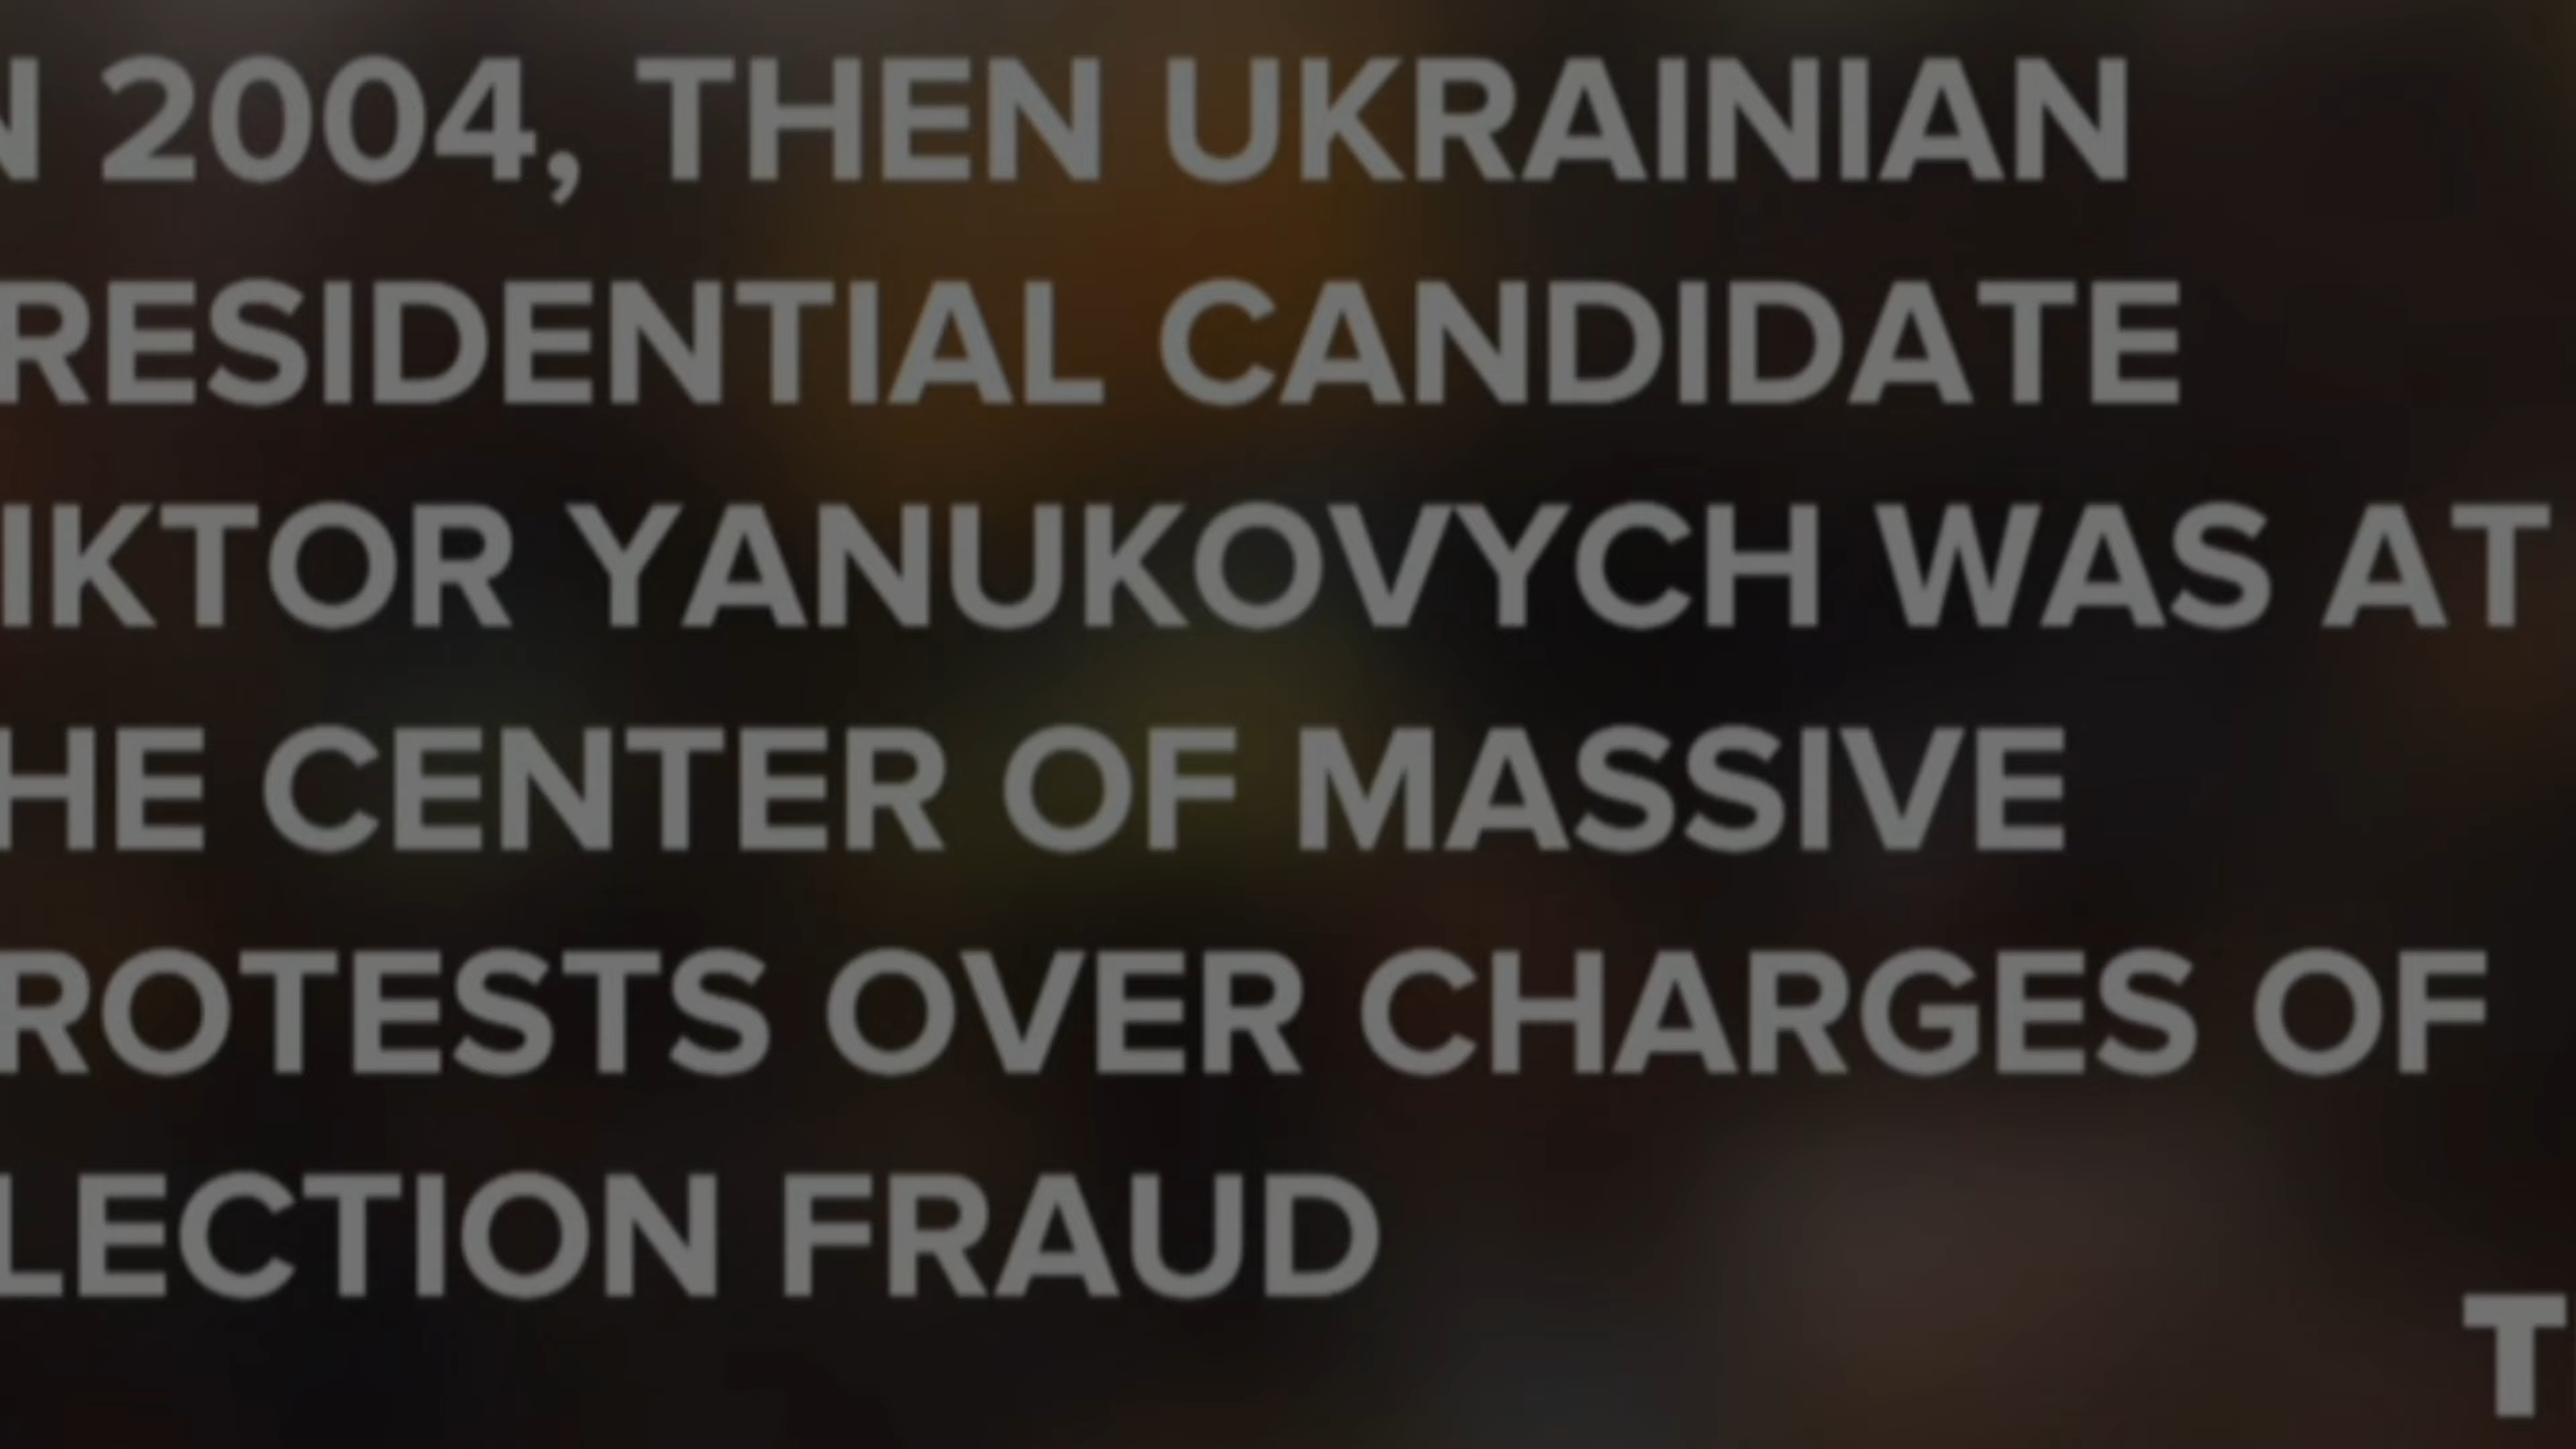 N 2004, THEN UKRAINIAN
RESIDENTIAL CANDIDATE
IKTOR YANUKOVYCH WAS AT
HE CENTER OF MASSIVE
ROTESTS OVER CHARGES OF
LECTION FRAUD
T